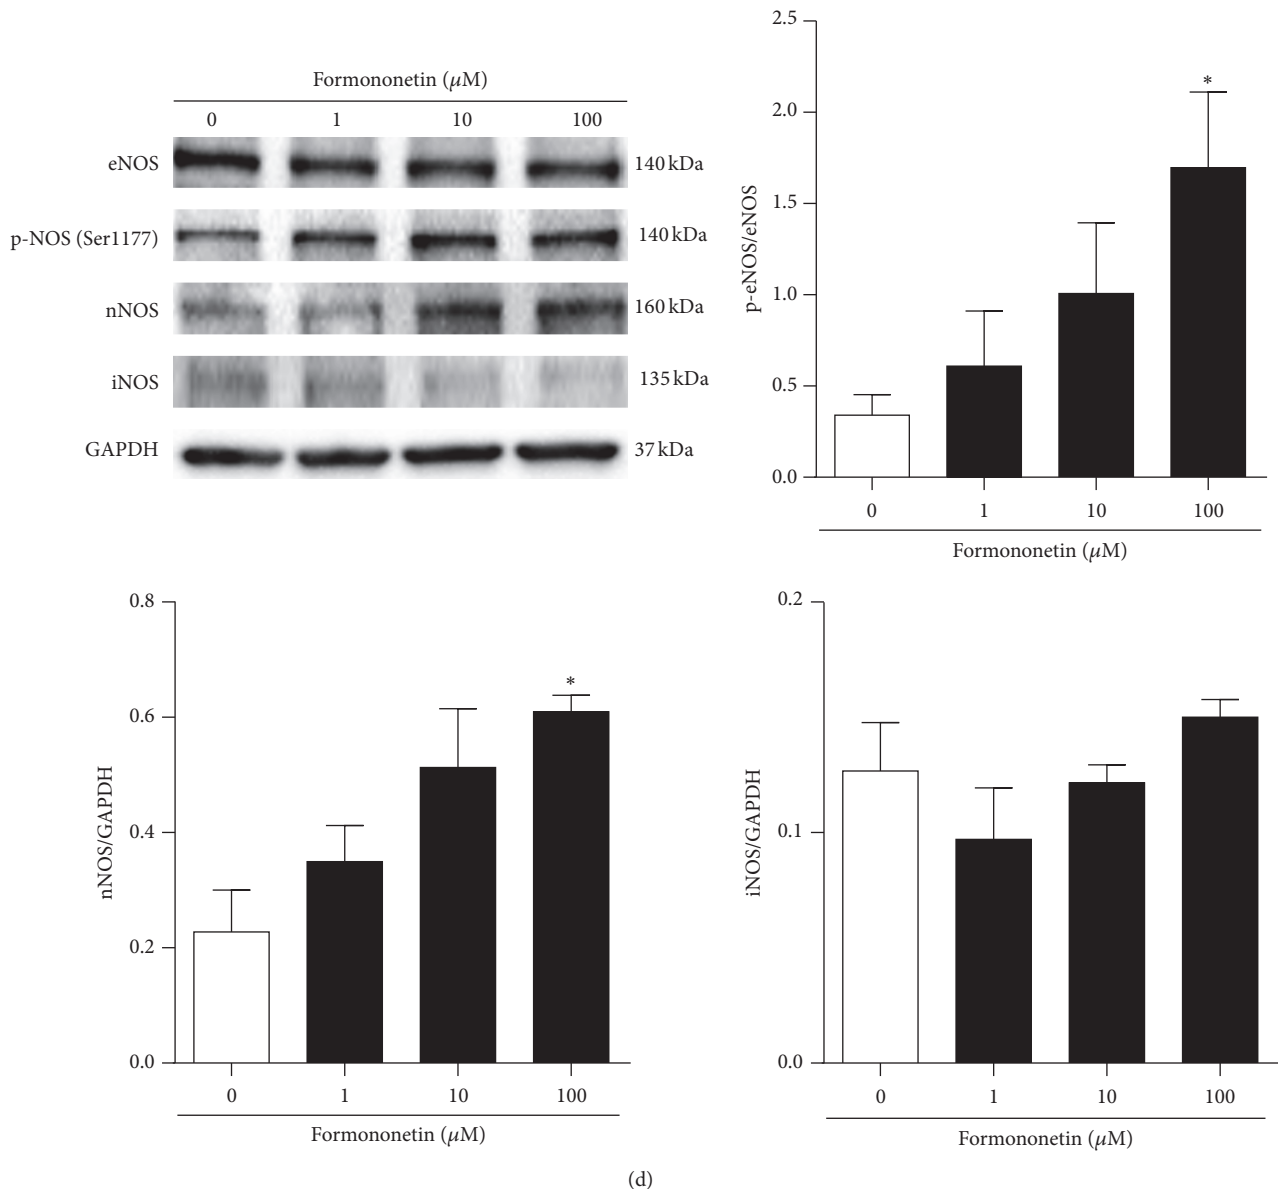 Formononetin (μM)
0 1 10 100
eNOS 140 kDa
p-NOS (Ser1177) 140 kDa
nNOS 160 kDa
iNOS 135 kDa
GAPDH 37 kDa
2.5
2.0
1.5
1.0
0.5
0.0
p-eNOS/eNOS
*
0 1 10 100
Formononetin (μM)
0.8
0.6
0.4
0.2
0.0
nNOS/GAPDH
*
0 1 10 100
Formononetin (μM)
0.2
0.1
0.0
iNOS/GAPDH
0 1 10 100
Formononetin (μM)
(d)